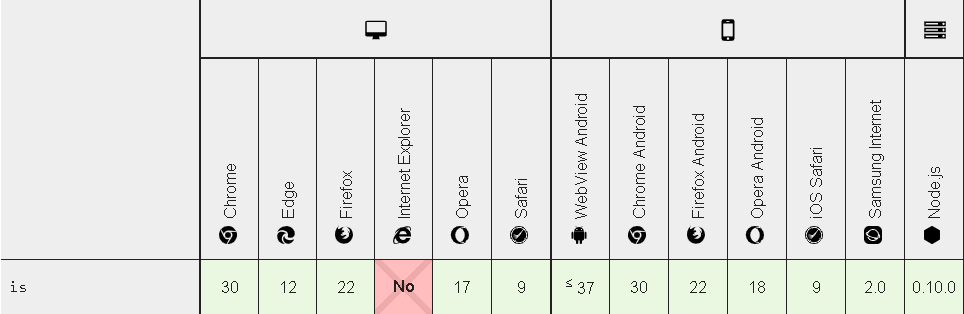 Chrome
Edge
Firefox
Internet Explorer
Opera
Safari
WebView Android
Chrome Android
Firefox Android
Opera Android
iOS Safari
Samsung Internet
Node.js
is 30 12 22 No 17 9 ≤ 37 30 22 18 9 2.0 0.10.0